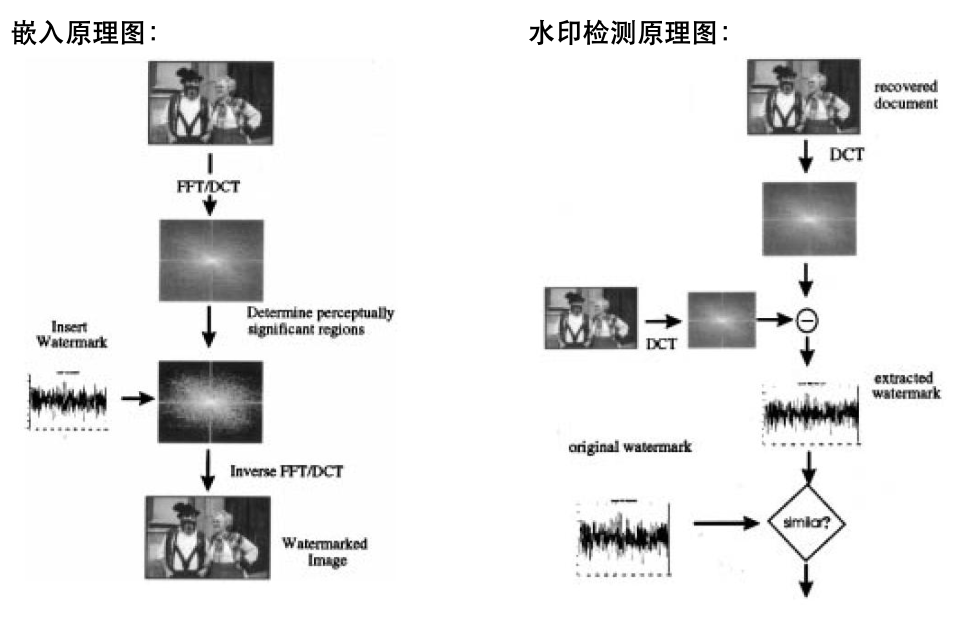 嵌入原理图：
FFT/DCT
Determine perceptually
significant regions
Insert
Watermark
Inverse FFT/DCT
Watermarked
Image
水印检测原理图：
recovered
document
DCT
DCT
extracted
watermark
original watermark
similar?